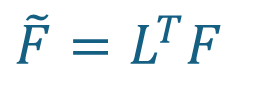 F̃ = LᵀF